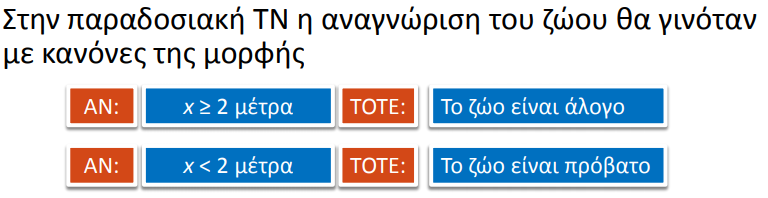 Στην παραδοσιακή ΤΝ η αναγνώριση του ζώου θα γινόταν
με κανόνες της μορφής
ΑΝ: x ≥ 2 μέτρα ΤΟΤΕ: Το ζώο είναι άλογο
ΑΝ: x < 2 μέτρα ΤΟΤΕ: Το ζώο είναι πρόβατο